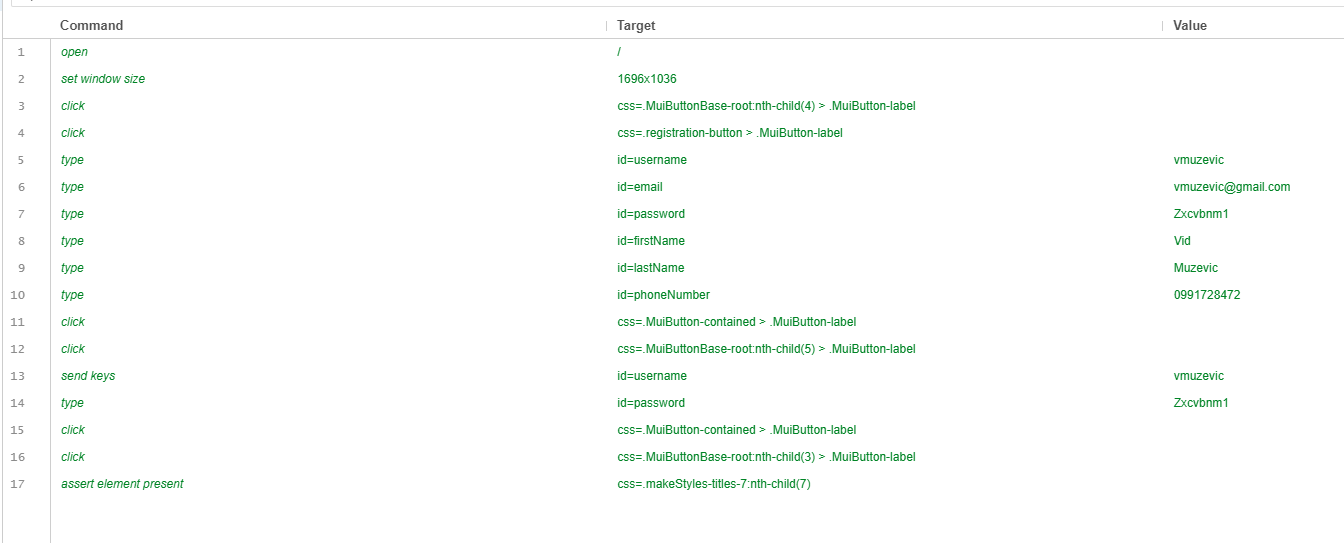 Command Target Value
1 open /
2 set window size 1696x1036
3 click css=.MuiButtonBase-root:nth-child(4) > .MuiButton-label
4 click css=.registration-button > .MuiButton-label
5 type id=username vmuzevic
6 type id=email vmuzevic@gmail.com
7 type id=password Zxcvbnm1
8 type id=firstName Vid
9 type id=lastName Muzevic
10 type id=phoneNumber 0991728472
11 click css=.MuiButton-contained > .MuiButton-label
12 click css=.MuiButtonBase-root:nth-child(5) > .MuiButton-label
13 send keys id=username vmuzevic
14 type id=password Zxcvbnm1
15 click css=.MuiButton-contained > .MuiButton-label
16 click css=.MuiButtonBase-root:nth-child(3) > .MuiButton-label
17 assert element present css=.makeStyles-titles-7:nth-child(7)